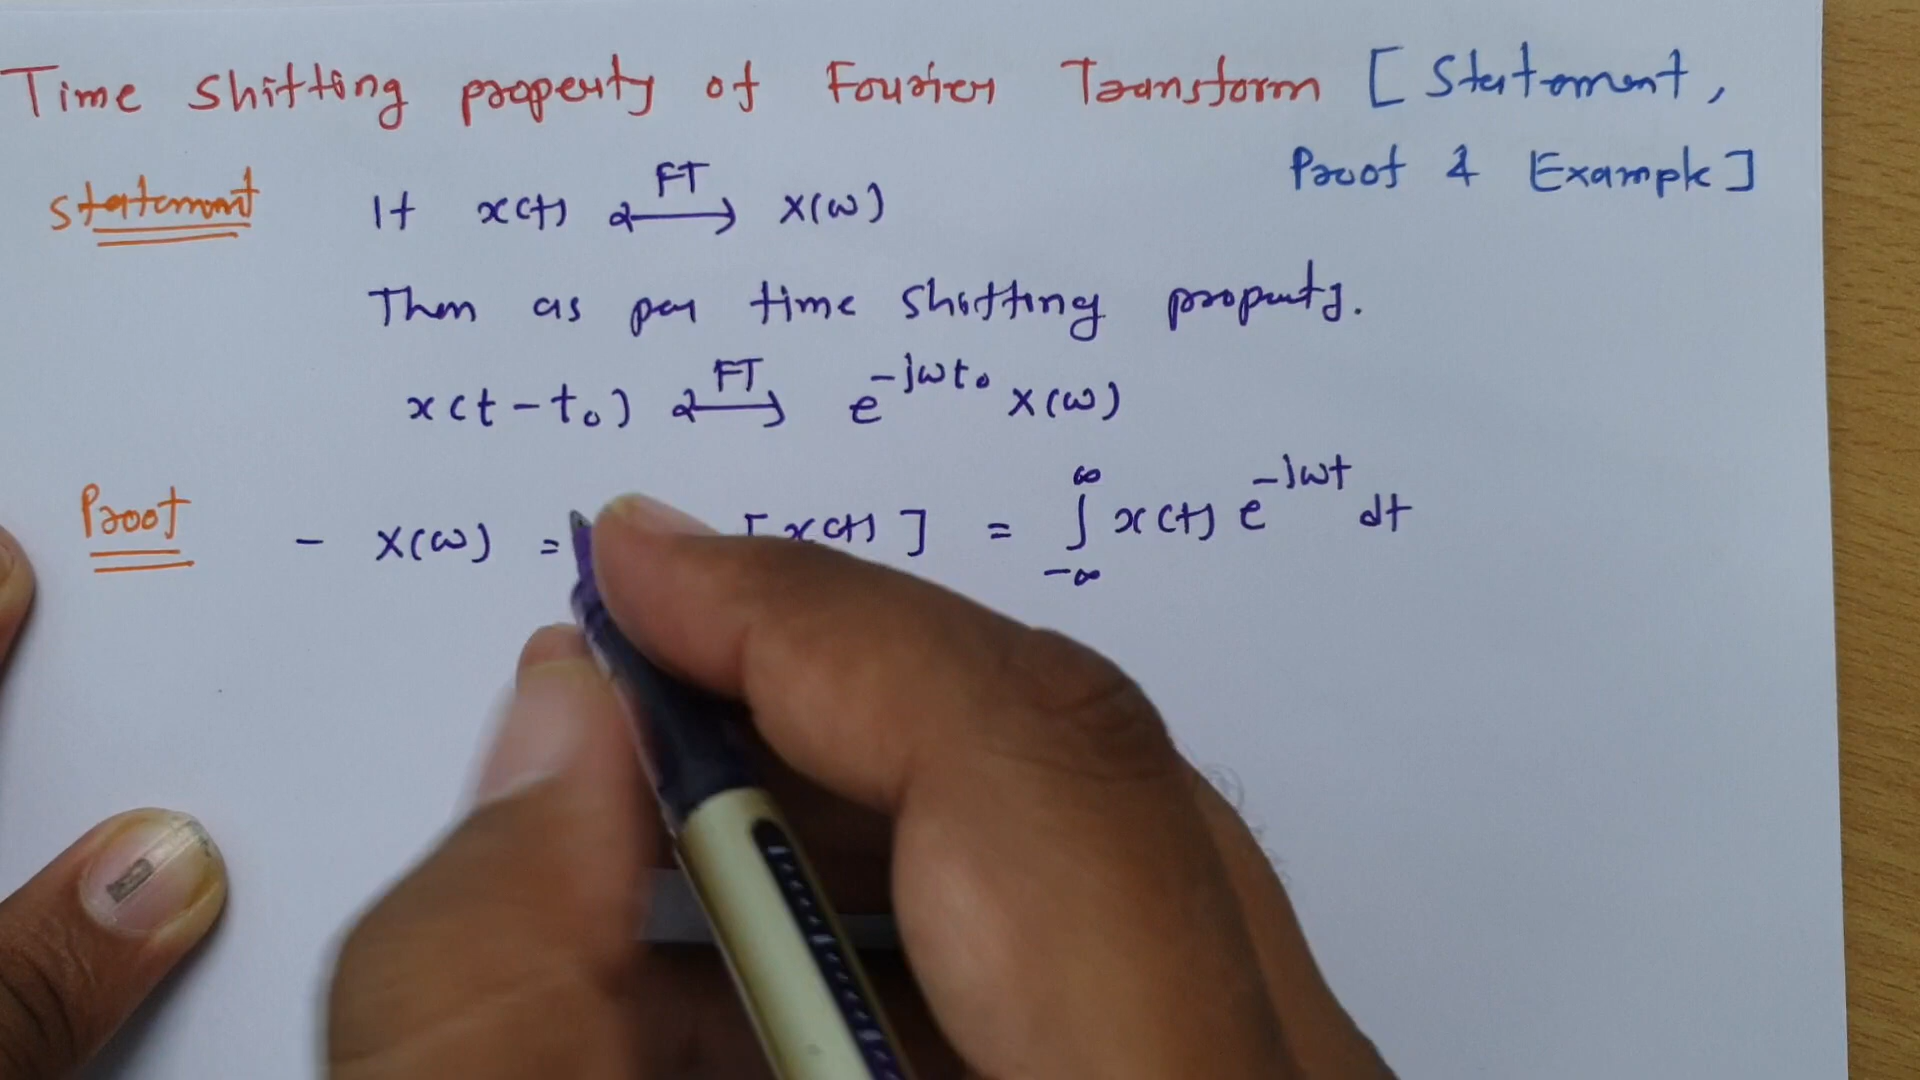 Time Shifting property of Fourier Transform [ Statement,
Proof & Example ]
Statement If x(t) ⟷ FT X(ω)
Then as per time shifting property.
x(t-t₀) ⟷ FT e^{-jωt₀} X(ω)
Proof - X(ω) = [ x(t) ] = ∫_{-∞}^{∞} x(t) e^{-jωt} dt